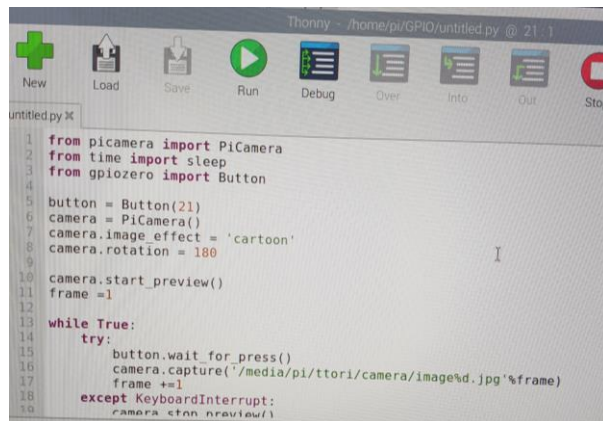 Thonny - /home/pi/GPIO/untitled.py @ 21 : 1
New Load Save Run Debug Over Into Out Sto
untitled.py
1 from picamera import PiCamera
2 from time import sleep
3 from gpiozero import Button
4
5 button = Button(21)
6 camera = PiCamera()
7 camera.image_effect = 'cartoon'
8 camera.rotation = 180
9
10 camera.start_preview()
11 frame =1
12
13 while True:
14 try:
15 button.wait_for_press()
16 camera.capture('/media/pi/ttori/camera/image%d.jpg'%frame)
17 frame +=1
18 except KeyboardInterrupt:
19 camera.stop_preview()